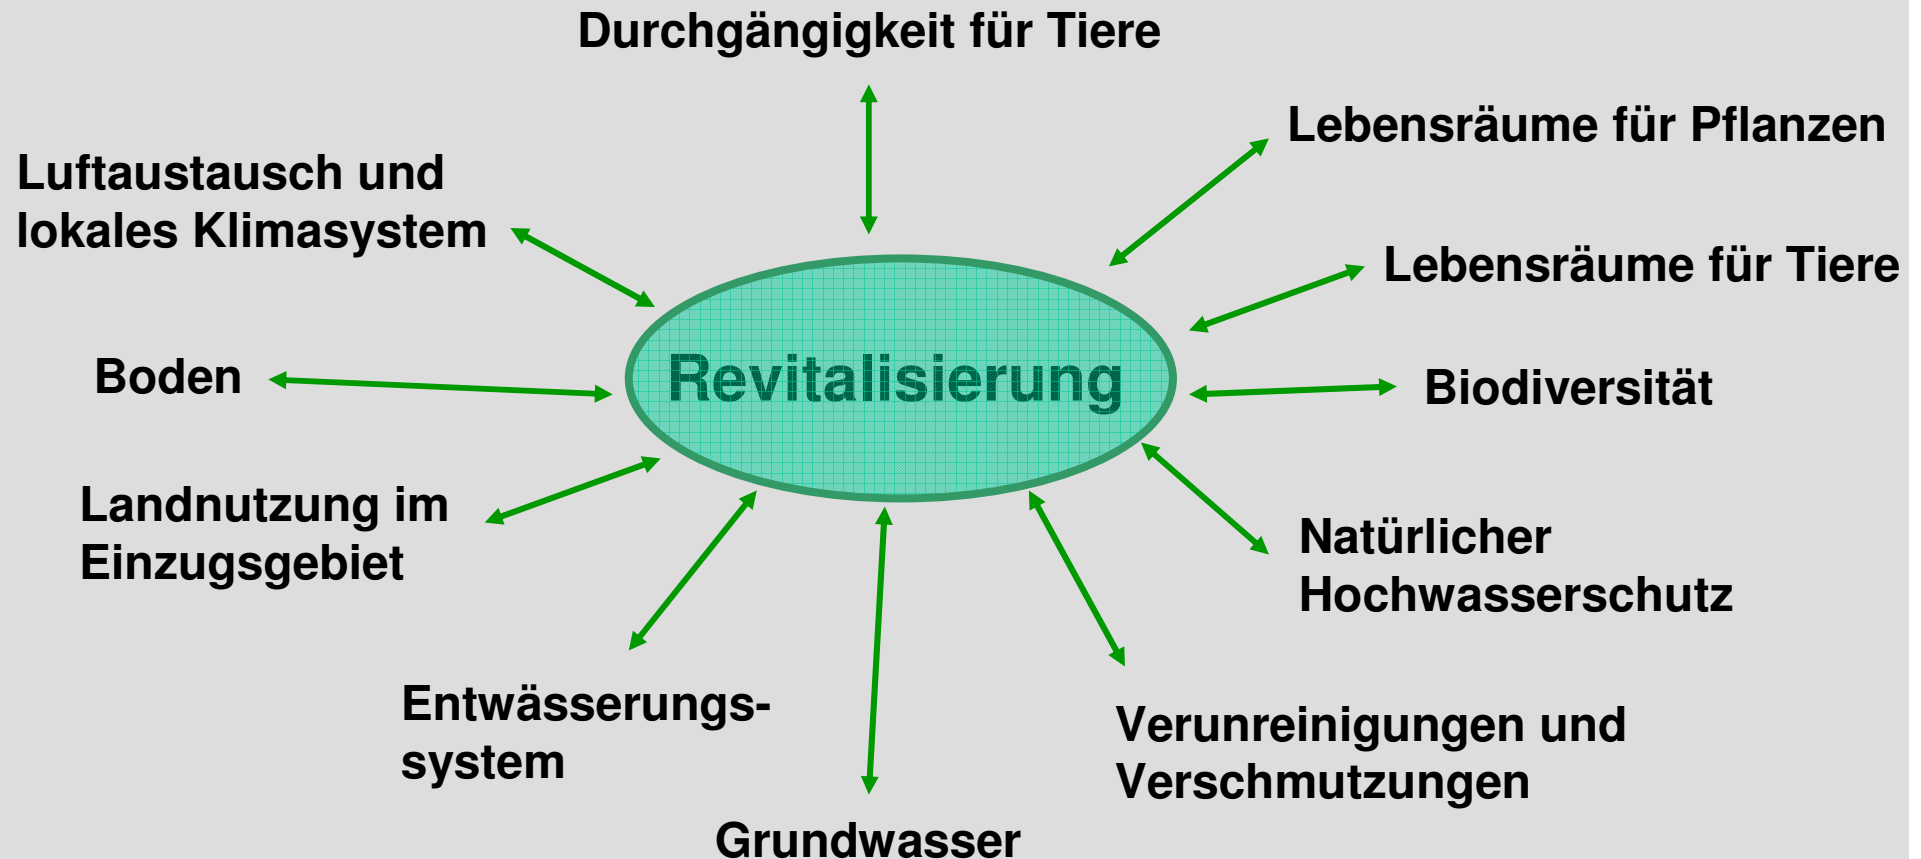 Durchgängigkeit für Tiere
Lebensräume für Pflanzen
Luftaustausch und
lokales Klimasystem
Lebensräume für Tiere
Revitalisierung
Boden
Biodiversität
Landnutzung im
Einzugsgebiet
Natürlicher
Hochwasserschutz
Entwässerungs-
system
Verunreinigungen und
Verschmutzungen
Grundwasser